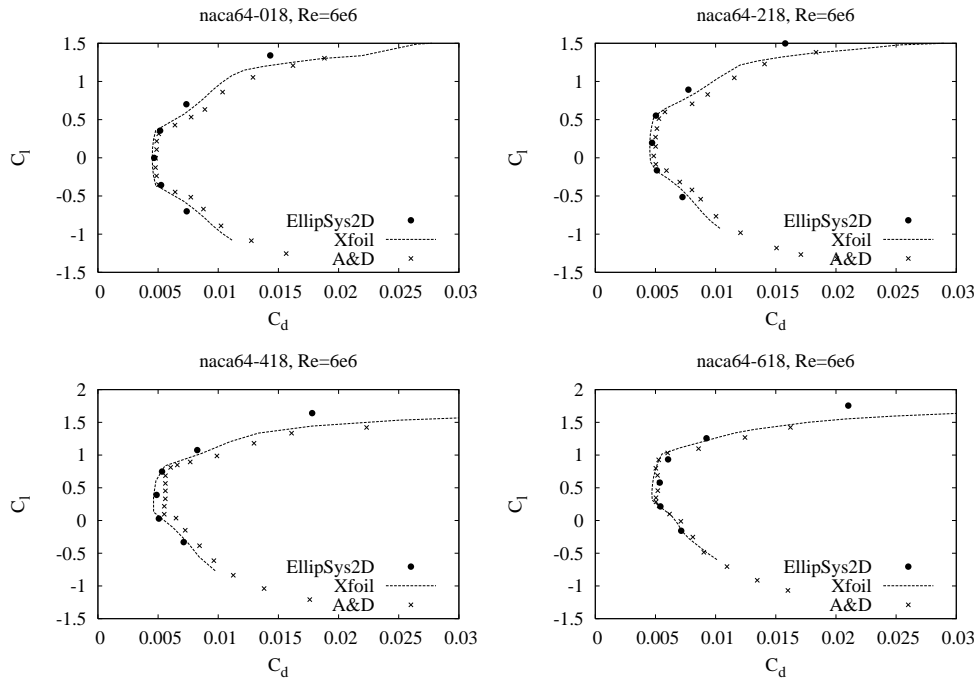 naca64-018, Re=6e6
1.5
1
0.5
0
-0.5
-1
-1.5
C_l
EllipSys2D
Xfoil
A&D
0 0.005 0.01 0.015 0.02 0.025 0.03
C_d
naca64-218, Re=6e6
1.5
1
0.5
0
-0.5
-1
-1.5
C_l
EllipSys2D
Xfoil
A&D
0 0.005 0.01 0.015 0.02 0.025 0.03
C_d
naca64-418, Re=6e6
2
1.5
1
0.5
0
-0.5
-1
-1.5
C_l
EllipSys2D
Xfoil
A&D
0 0.005 0.01 0.015 0.02 0.025 0.03
C_d
naca64-618, Re=6e6
2
1.5
1
0.5
0
-0.5
-1
-1.5
C_l
EllipSys2D
Xfoil
A&D
0 0.005 0.01 0.015 0.02 0.025 0.03
C_d